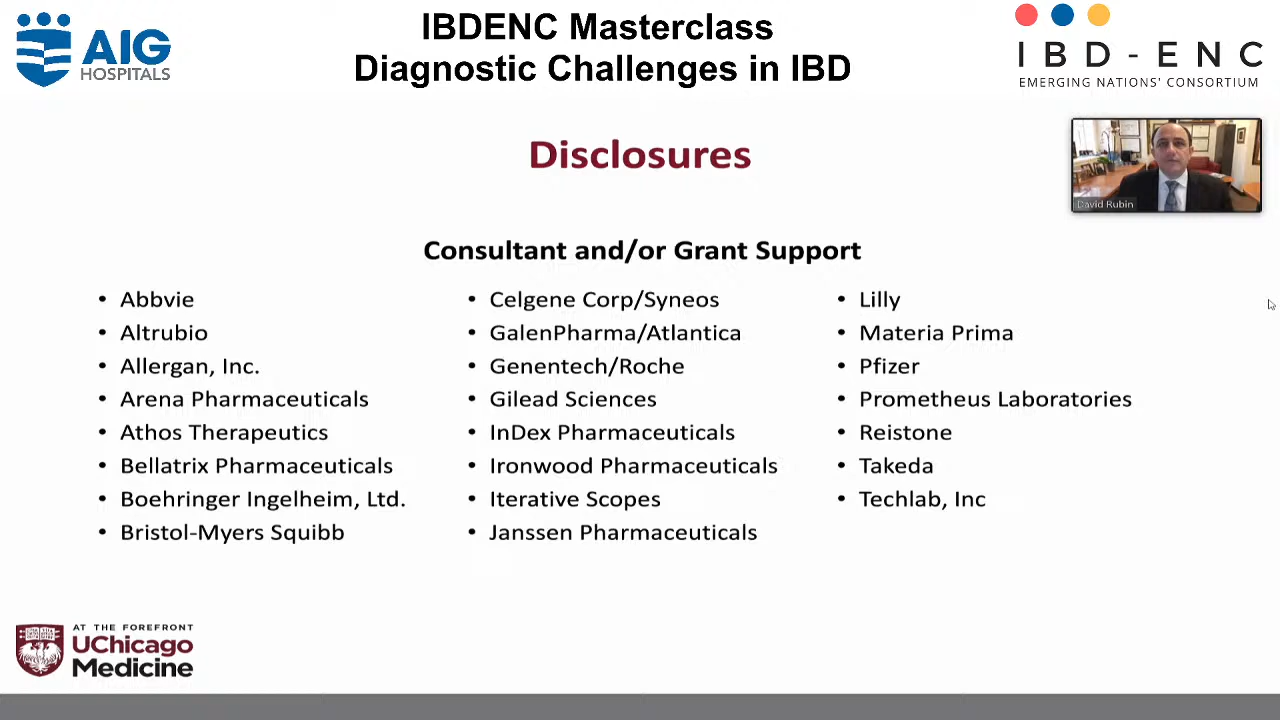 AIG
HOSPITALS
IBDENC Masterclass
Diagnostic Challenges in IBD
IBD-ENC
EMERGING NATIONS' CONSORTIUM
Disclosures
David Rubin
Consultant and/or Grant Support
• Abbvie
• Altrubio
• Allergan, Inc.
• Arena Pharmaceuticals
• Athos Therapeutics
• Bellatrix Pharmaceuticals
• Boehringer Ingelheim, Ltd.
• Bristol-Myers Squibb
• Celgene Corp/Syneos
• GalenPharma/Atlantica
• Genentech/Roche
• Gilead Sciences
• InDex Pharmaceuticals
• Ironwood Pharmaceuticals
• Iterative Scopes
• Janssen Pharmaceuticals
• Lilly
• Materia Prima
• Pfizer
• Prometheus Laboratories
• Reistone
• Takeda
• Techlab, Inc
AT THE FOREFRONT
UChicago
Medicine